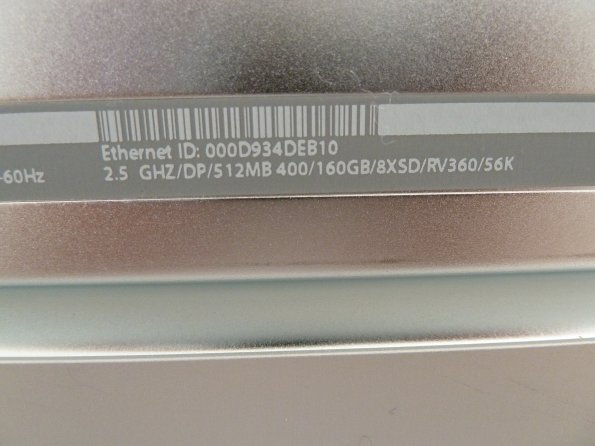 Ethernet ID: 000D934DEB10
-60Hz 2.5 GHZ/DP/512MB 400/160GB/8XSD/RV360/56K